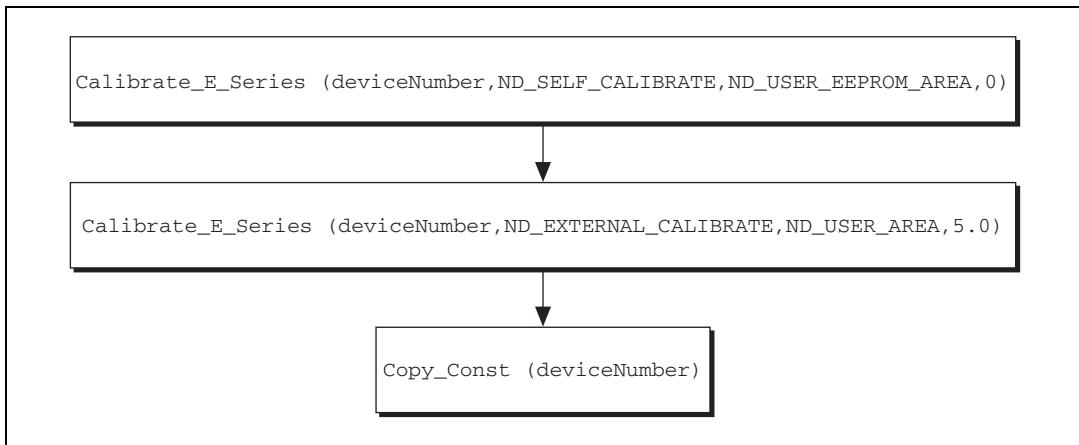 Calibrate_E_Series (deviceNumber,ND_SELF_CALIBRATE,ND_USER_EEPROM_AREA,0)
Calibrate_E_Series (deviceNumber,ND_EXTERNAL_CALIBRATE,ND_USER_AREA,5.0)
Copy_Const (deviceNumber)